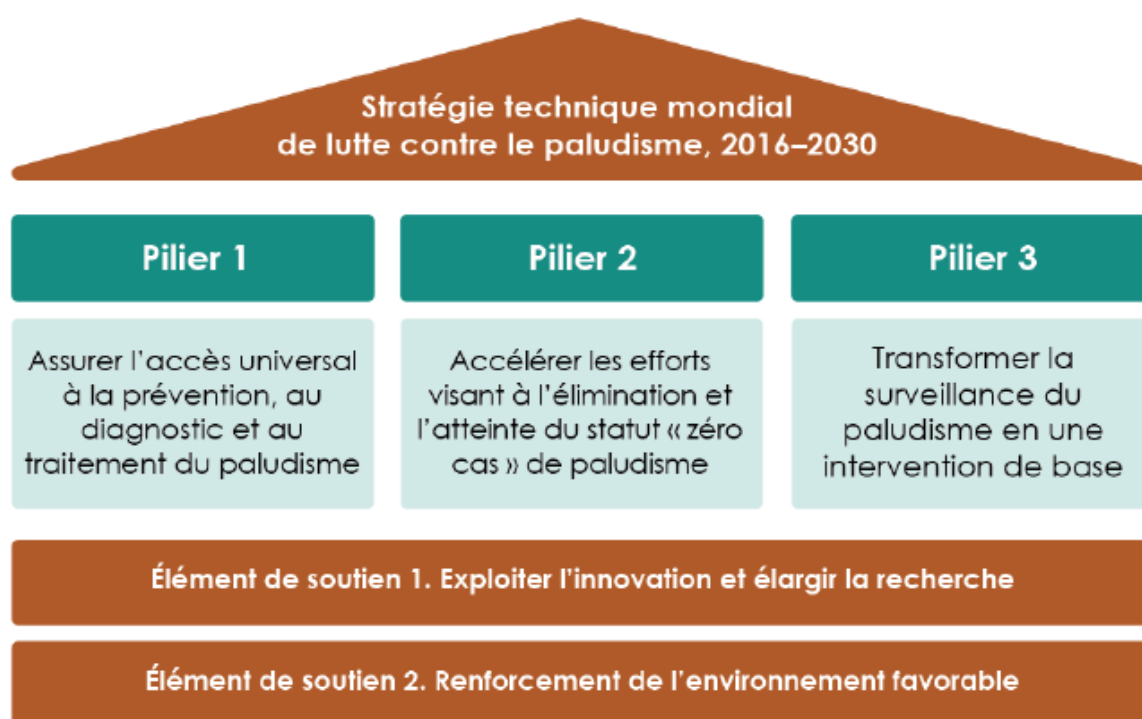 Stratégie technique mondial
de lutte contre le paludisme, 2016–2030
Pilier 1
Assurer l'accès universal
à la prévention, au
diagnostic et au
traitement du paludisme
Pilier 2
Accélérer les efforts
visant à l'élimination et
l'atteinte du statut « zéro
cas » de paludisme
Pilier 3
Transformer la
surveillance du
paludisme en une
intervention de base
Élément de soutien 1. Exploiter l'innovation et élargir la recherche
Élément de soutien 2. Renforcement de l'environnement favorable